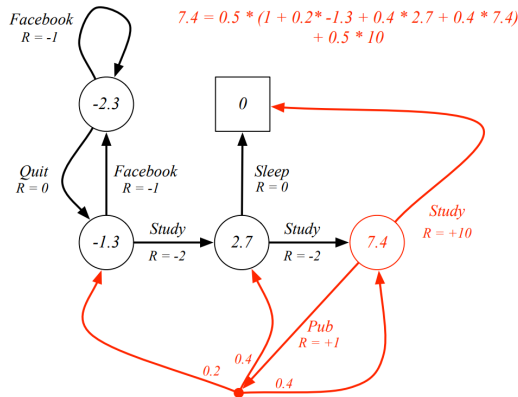 Facebook
R = -1
7.4 = 0.5 * (1 + 0.2* -1.3 + 0.4 * 2.7 + 0.4 * 7.4)
+ 0.5 * 10
-2.3
0
Quit
R = 0
Facebook
R = -1
Sleep
R = 0
Study
R = +10
-1.3
Study
R = -2
2.7
Study
R = -2
7.4
Pub
R = +1
0.2
0.4
0.4